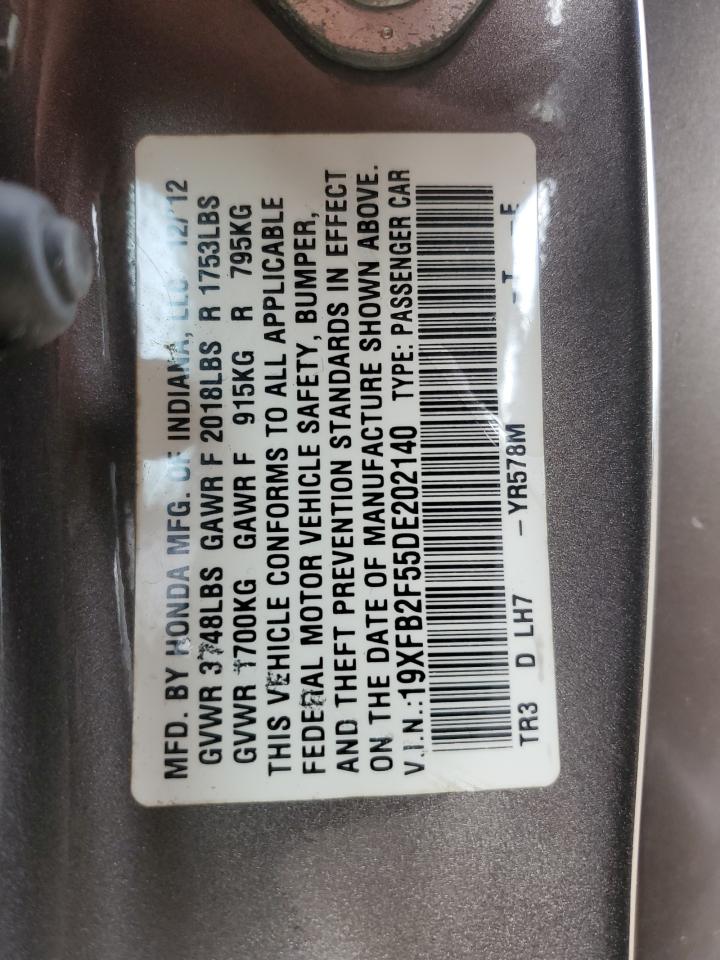 MFD. BY HONDA MFG. OF INDIANA, LLC 12/12
GVWR 3748LBS GAWR F 2018LBS R 1753LBS
GVWR 1700KG GAWR F 915KG R 795KG
THIS VEHICLE CONFORMS TO ALL APPLICABLE
FEDERAL MOTOR VEHICLE SAFETY, BUMPER,
AND THEFT PREVENTION STANDARDS IN EFFECT
ON THE DATE OF MANUFACTURE SHOWN ABOVE.
V.I.N.:19XFB2F55DE202140 TYPE: PASSENGER CAR
TR3 D LH7 -YR578M